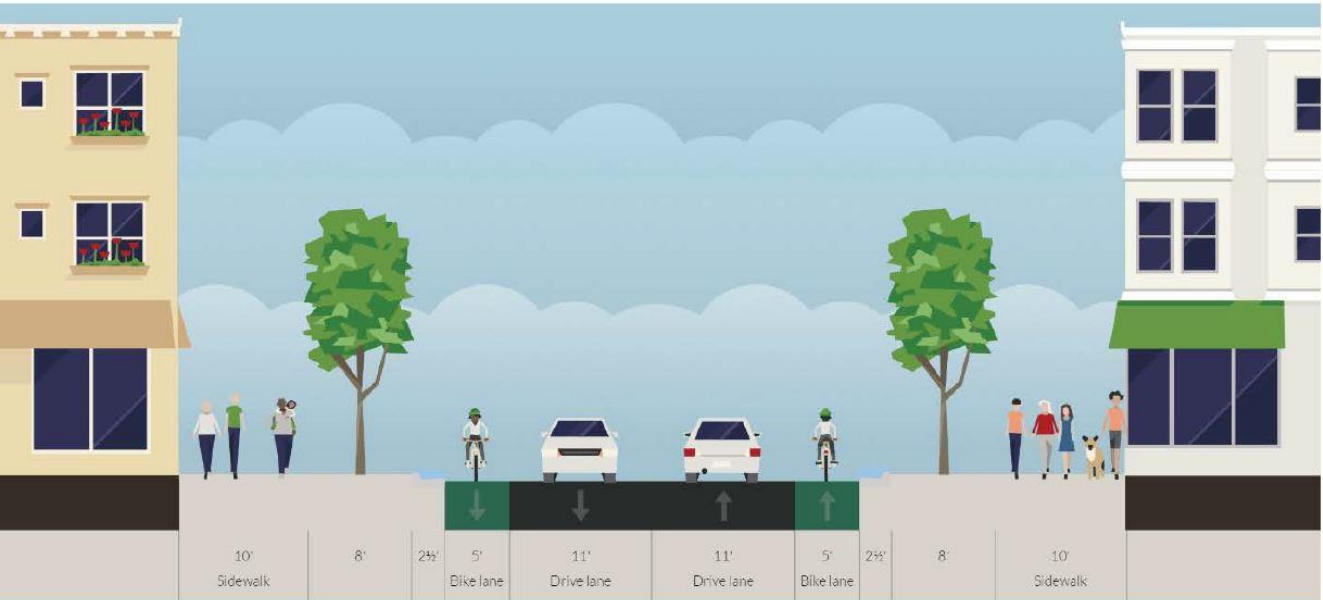 10' 8' 2½' 5' 11' 11' 5' 2½' 8' 10'
Sidewalk Bike lane Drive lane Drive lane Bike lane Sidewalk